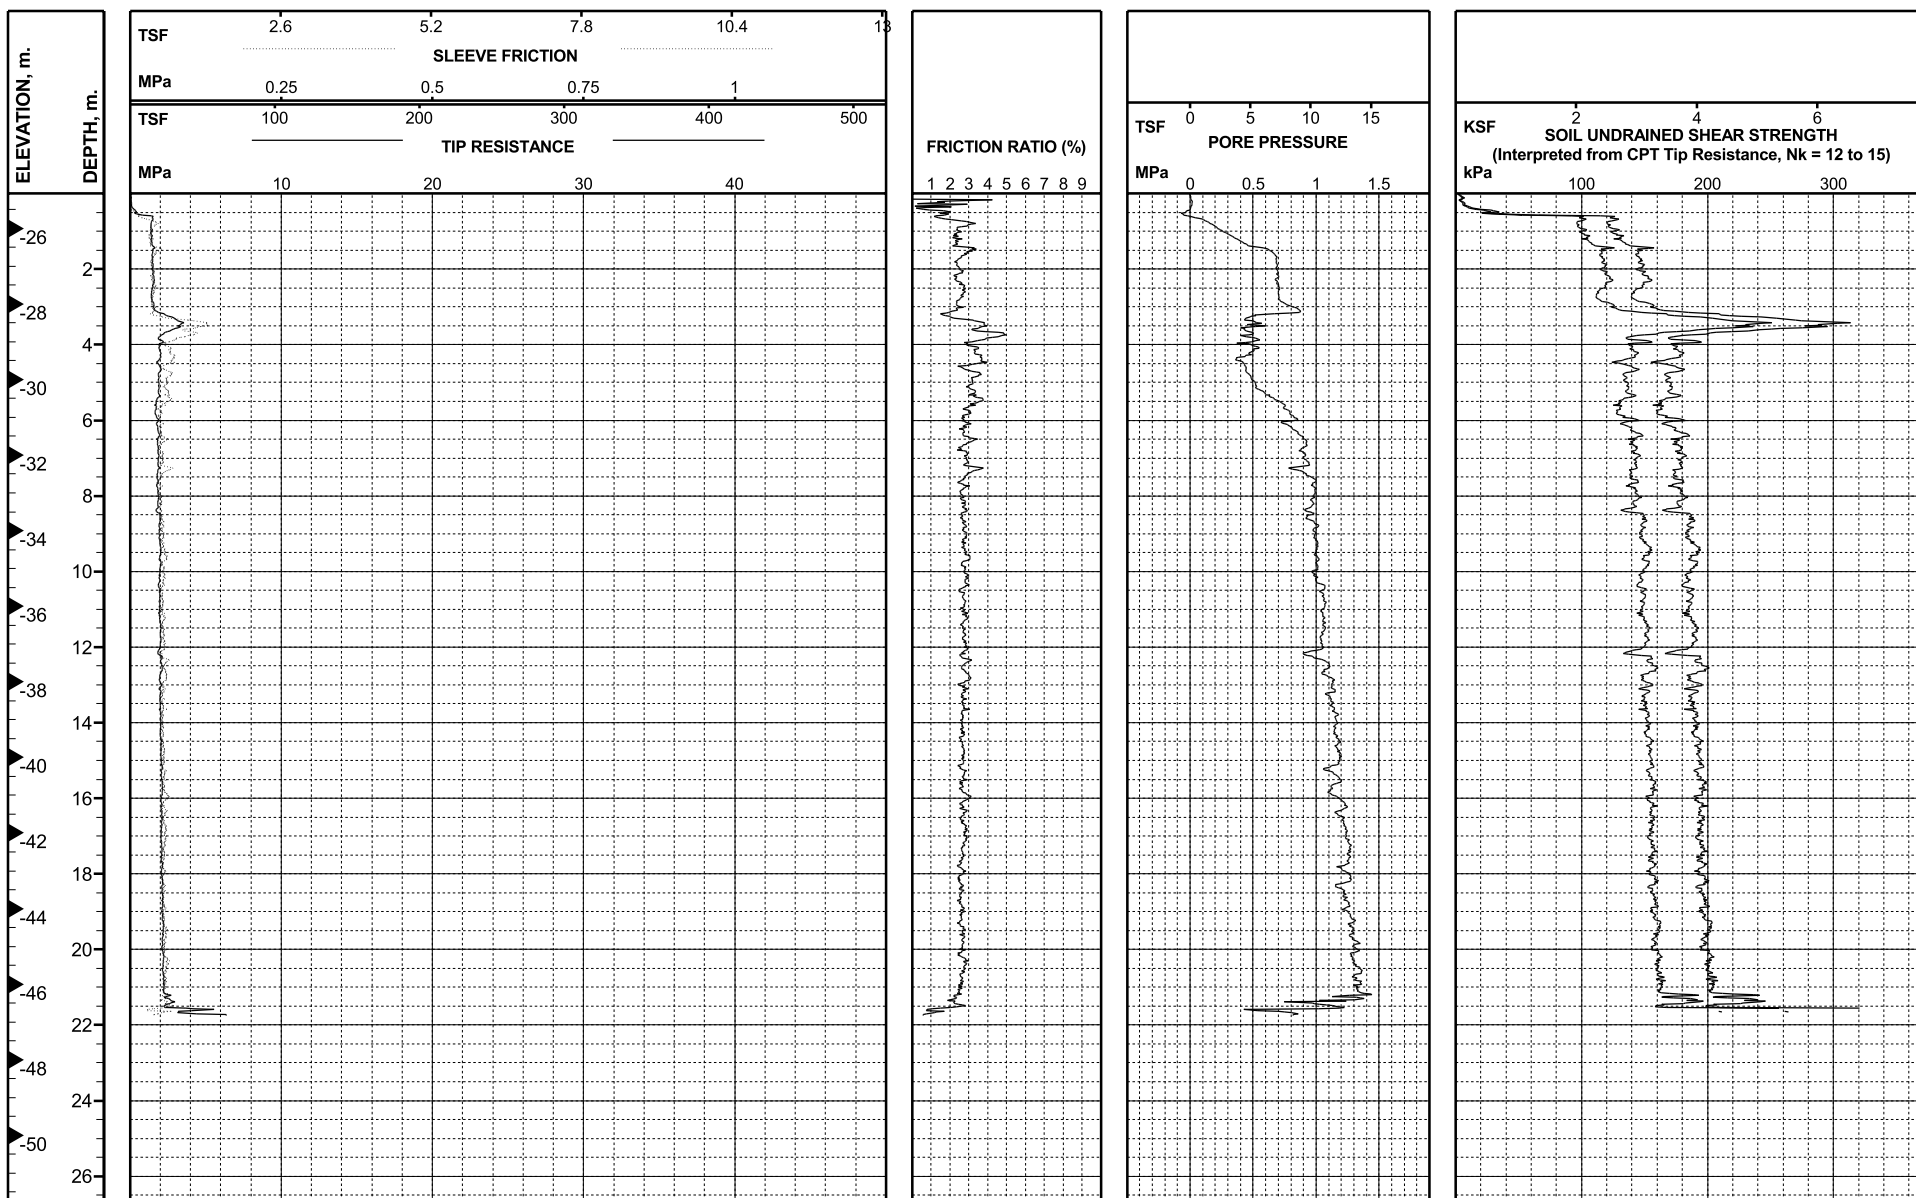 ELEVATION, m.
DEPTH, m.
TSF 2.6 5.2 7.8 10.4 13
SLEEVE FRICTION
MPa 0.25 0.5 0.75 1
TSF 100 200 300 400 500
TIP RESISTANCE
MPa 10 20 30 40
FRICTION RATIO (%)
1 2 3 4 5 6 7 8 9
0 5 10 15
TSF
PORE PRESSURE
MPa
0 0.5 1 1.5
2 4 6
KSF
SOIL UNDRAINED SHEAR STRENGTH
(Interpreted from CPT Tip Resistance, Nk = 12 to 15)
kPa
100 200 300
-26
2
-28
4
-30
6
-32
8
-34
10
-36
12
-38
14
-40
16
-42
18
-44
20
-46
22
-48
24
-50
26